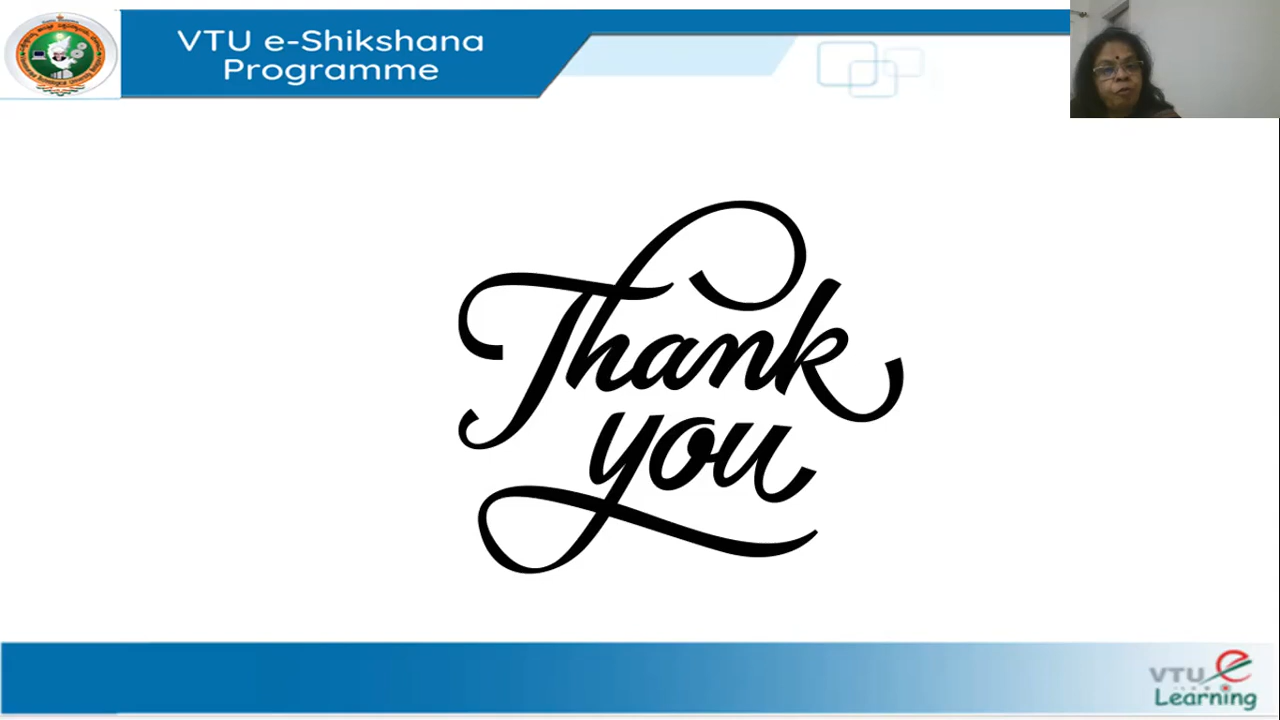 VTU e-Shikshana
Programme
Thank
you
VTU
Learning